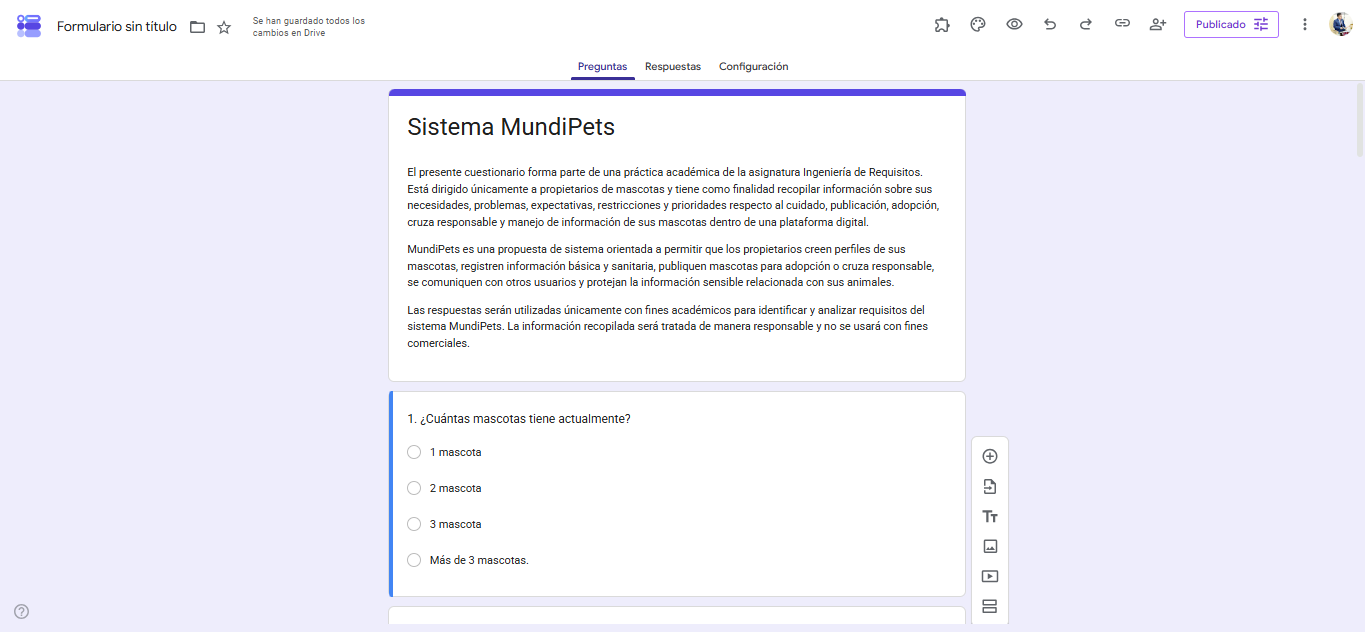 Formulario sin título
Se han guardado todos los
cambios en Drive
Publicado
Preguntas
Respuestas
Configuración
Sistema MundiPets
El presente cuestionario forma parte de una práctica académica de la asignatura Ingeniería de Requisitos.
Está dirigido únicamente a propietarios de mascotas y tiene como finalidad recopilar información sobre sus
necesidades, problemas, expectativas, restricciones y prioridades respecto al cuidado, publicación, adopción,
cruza responsable y manejo de información de sus mascotas dentro de una plataforma digital.
MundiPets es una propuesta de sistema orientada a permitir que los propietarios creen perfiles de sus
mascotas, registren información básica y sanitaria, publiquen mascotas para adopción o cruza responsable,
se comuniquen con otros usuarios y protejan la información sensible relacionada con sus animales.
Las respuestas serán utilizadas únicamente con fines académicos para identificar y analizar requisitos del
sistema MundiPets. La información recopilada será tratada de manera responsable y no se usará con fines
comerciales.
1. ¿Cuántas mascotas tiene actualmente?
1 mascota
2 mascota
3 mascota
Más de 3 mascotas.